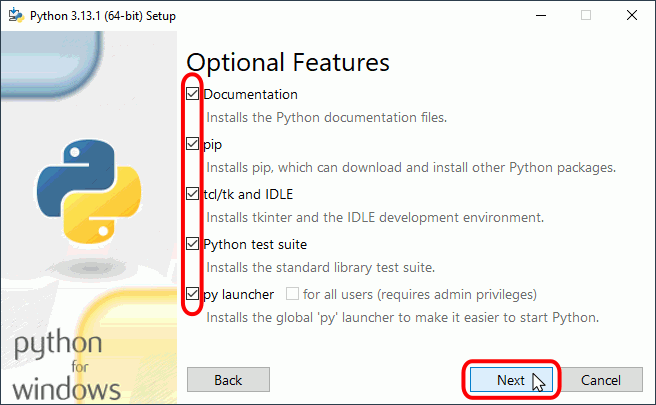 Python 3.13.1 (64-bit) Setup
Optional Features
Documentation
Installs the Python documentation files.
pip
Installs pip, which can download and install other Python packages.
tcl/tk and IDLE
Installs tkinter and the IDLE development environment.
Python test suite
Installs the standard library test suite.
py launcher for all users (requires admin privileges)
Installs the global 'py' launcher to make it easier to start Python.
python
for
windows
Back Next Cancel